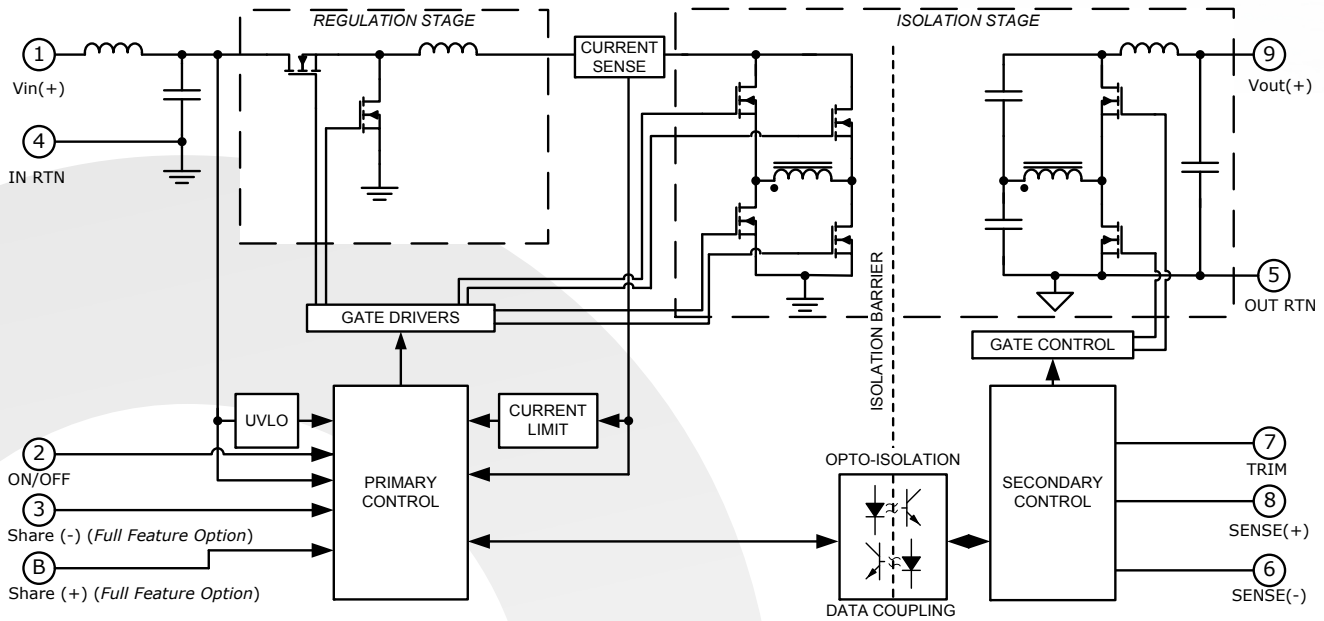 REGULATION STAGE
ISOLATION STAGE
1
Vin(+)
CURRENT
SENSE
9
Vout(+)
4
IN RTN
5
OUT RTN
ISOLATION BARRIER
GATE DRIVERS
GATE CONTROL
UVLO
CURRENT
LIMIT
2
ON/OFF
PRIMARY
CONTROL
OPTO-ISOLATION
DATA COUPLING
SECONDARY
CONTROL
7
TRIM
3
Share (-) (Full Feature Option)
8
SENSE(+)
B
Share (+) (Full Feature Option)
6
SENSE(-)